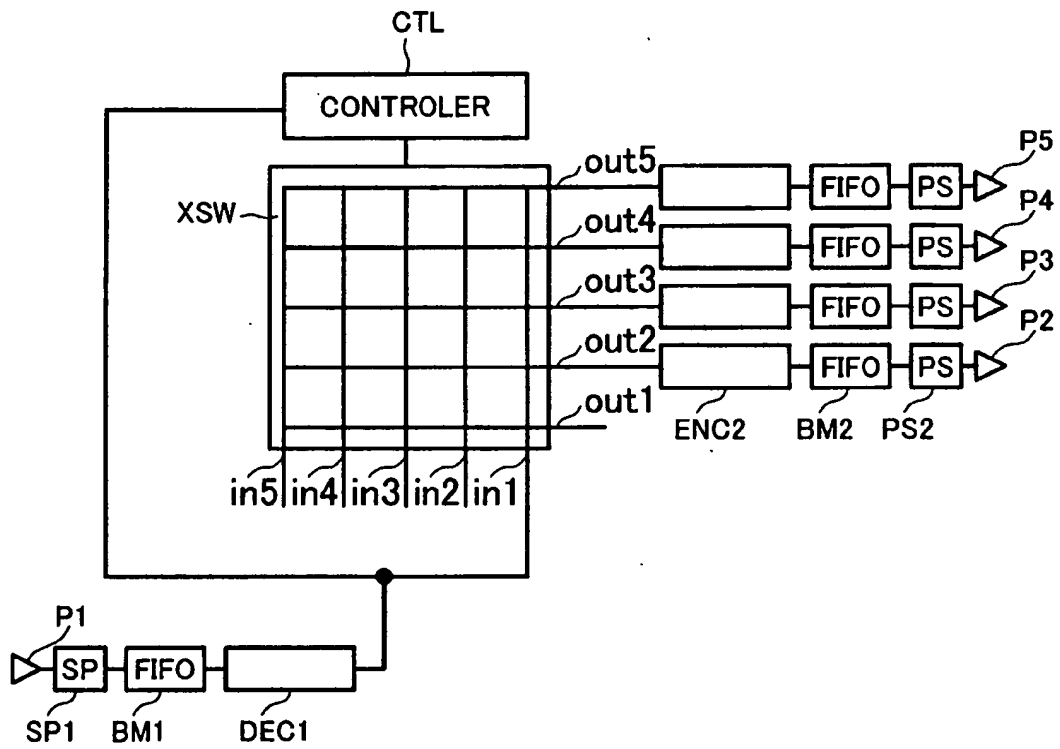 CTL
CONTROLER
XSW
out5
FIFO
PS
P5
out4
FIFO
PS
P4
out3
FIFO
PS
P3
out2
FIFO
PS
P2
out1
ENC2
BM2
PS2
in5
in4
in3
in2
in1
P1
SP
FIFO
SP1
BM1
DEC1